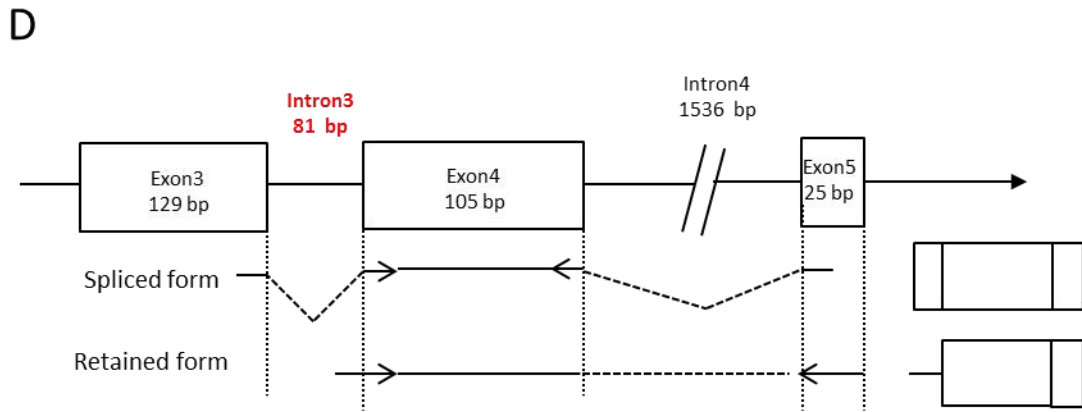 D
Intron3
81 bp
Intron4
1536 bp
Exon3
129 bp
Exon4
105 bp
Exon5
25 bp
Spliced form
Retained form